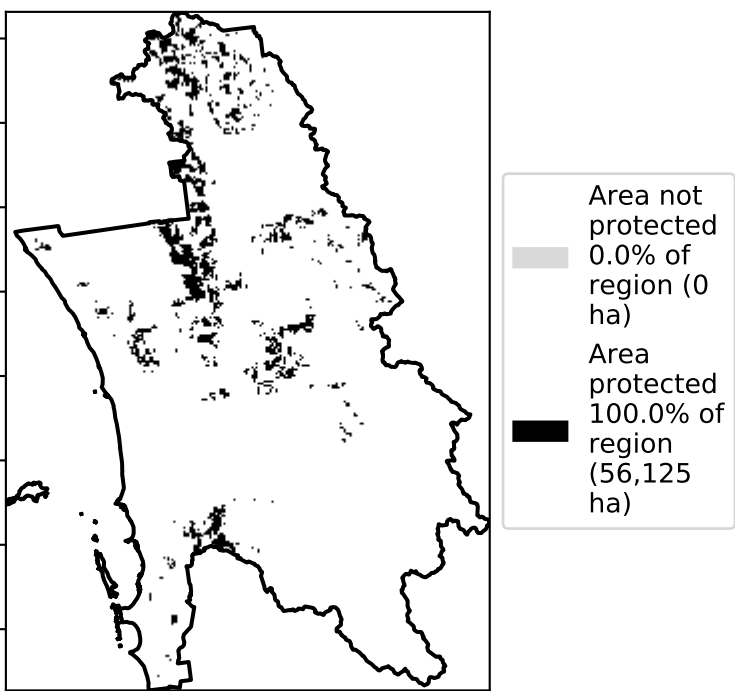 Area not
protected
0.0% of
region (0
ha)
Area
protected
100.0% of
region
(56,125
ha)